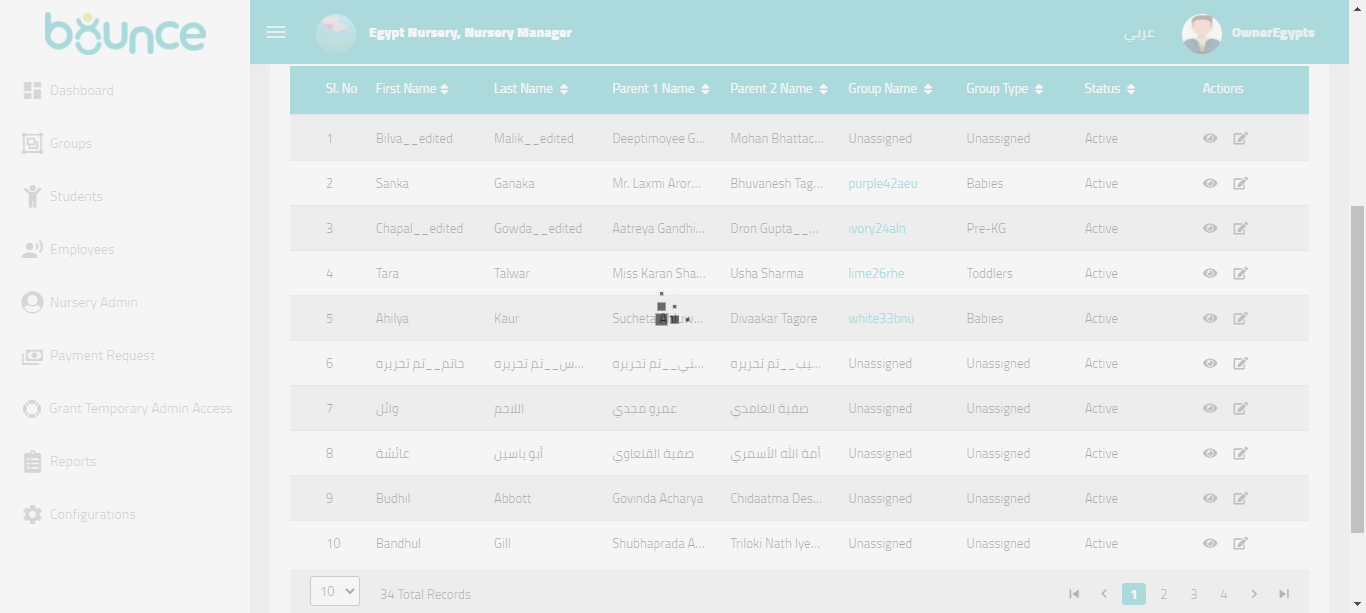 bounce
Egypt Nursery, Nursery Manager
عربي
OwnerEgypts
Dashboard
Groups
Students
Employees
Nursery Admin
Payment Request
Grant Temporary Admin Access
Reports
Configurations
Sl. No First Name Last Name Parent 1 Name Parent 2 Name Group Name Group Type Status Actions
1 Bilva__edited Malik__edited Deeptimoyee G... Mohan Bhattac... Unassigned Unassigned Active
2 Sanka Ganaka Mr. Laxmi Aror... Bhuvanesh Tag... purple42aeu Babies Active
3 Chapal__edited Gowda__edited Aatreya Gandhi... Dron Gupta__... ivory24aln Pre-KG Active
4 Tara Talwar Miss Karan Sha... Usha Sharma lime26rhe Toddlers Active
5 Ahilya Kaur Sucheta Divaakar Tagore white33bnu Babies Active
6 حاتم__تم تحريره س__تم تحريره... ني__تم تحريره... يب__تم تحريره... Unassigned Unassigned Active
7 وائل اللاحم عمرو مجدي صفية الغامدي Unassigned Unassigned Active
8 عائشة أبو ياسين صفية القلعاوي أمة الله الأسمري Unassigned Unassigned Active
9 Budhil Abbott Govinda Acharya Chidaatma Des... Unassigned Unassigned Active
10 Bandhul Gill Shubhaprada A... Triloki Nath Iye... Unassigned Unassigned Active
10 34 Total Records 1 2 3 4